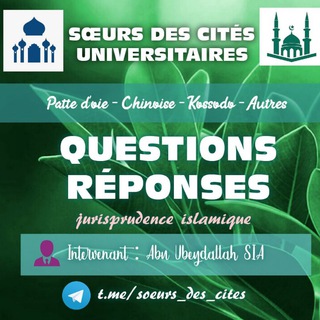 SŒURS DES CITÉS
UNIVERSITAIRES
Patte d'oie - Chinoise - Kossodo - Autres
QUESTIONS
RÉPONSES
jurisprudence islamique
Intervenant : Abu Ubeydallah SIA
t.me/soeurs_des_cites